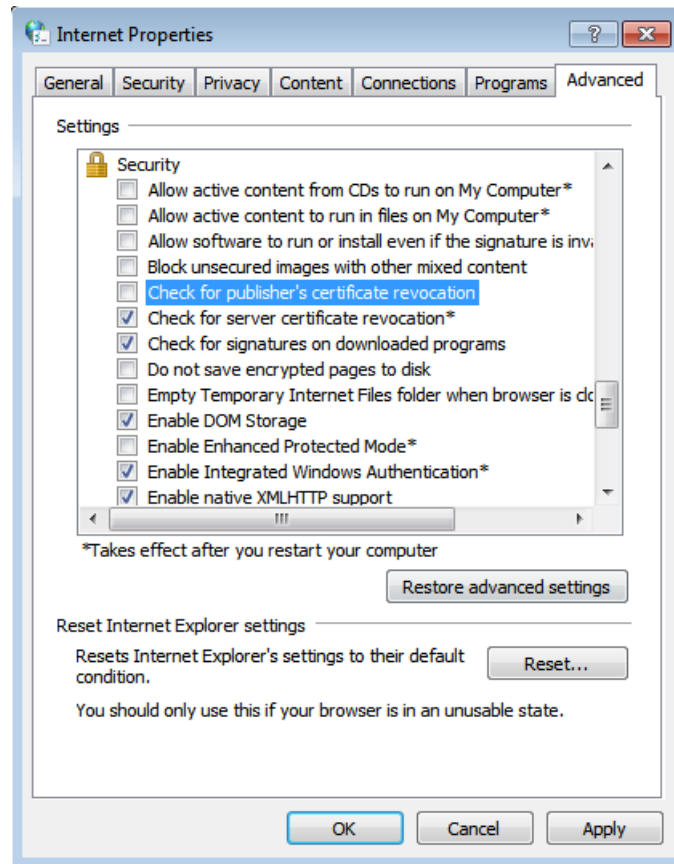 Internet Properties
General Security Privacy Content Connections Programs Advanced
Settings
Security
Allow active content from CDs to run on My Computer*
Allow active content to run in files on My Computer*
Allow software to run or install even if the signature is inva
Block unsecured images with other mixed content
Check for publisher's certificate revocation
Check for server certificate revocation*
Check for signatures on downloaded programs
Do not save encrypted pages to disk
Empty Temporary Internet Files folder when browser is
Enable DOM Storage
Enable Enhanced Protected Mode*
Enable Integrated Windows Authentication*
Enable native XMLHTTP support
*Takes effect after you restart your computer
Restore advanced settings
Reset Internet Explorer settings
Resets Internet Explorer's settings to their default
condition.
Reset...
You should only use this if your browser is in an unusable state.
OK Cancel Apply